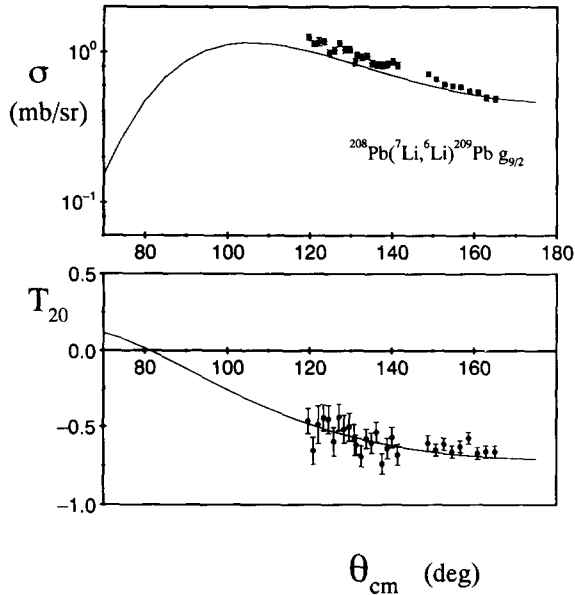 10⁰
σ
(mb/sr)
²⁰⁸Pb(⁷Li,⁶Li)²⁰⁹Pb g₉/₂
10⁻¹
80 100 120 140 160 180
0.5
T₂₀
0.0
80 100 120 140 160 180
−0.5
−1.0
θcm (deg)